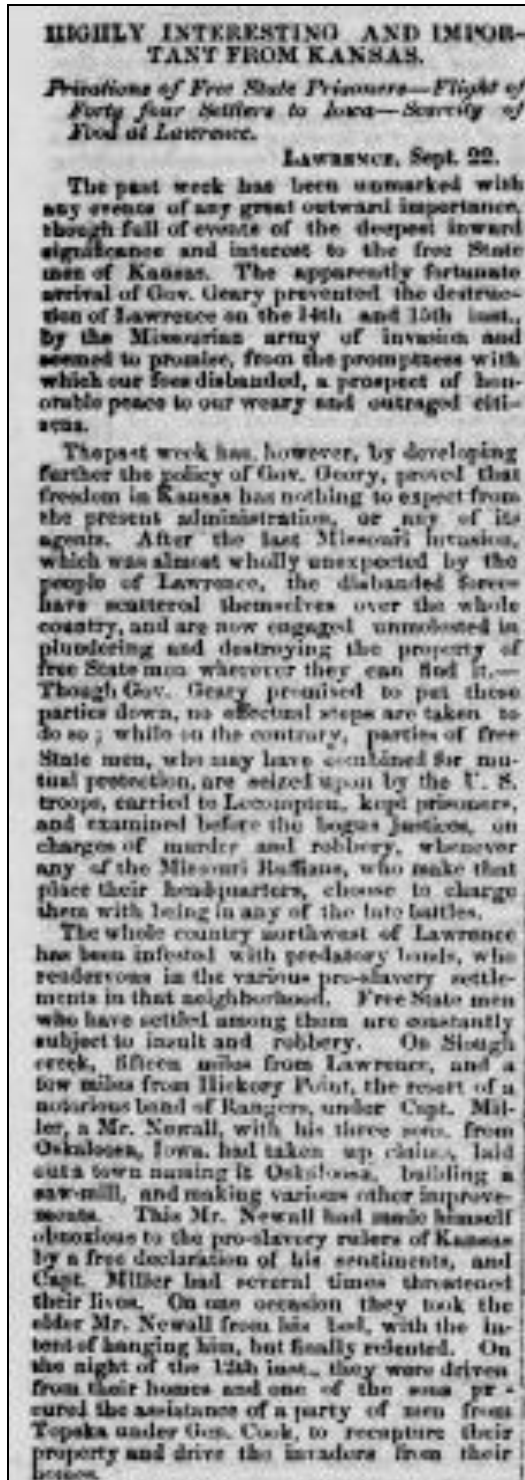 HIGHLY INTERESTING AND IMPOR-
TANT FROM KANSAS.
Privations of Free State Prisoners—Flight of
Forty four Settlers to Iowa—Scarcity of
Food at Lawrence.
LAWRENCE, Sept. 22.
The past week has been unmarked with
any events of any great outward importance,
though full of events of the deepest inward
significance and interest to the free State
men of Kansas. The apparently fortunate
arrival of Gov. Geary prevented the destruc-
tion of Lawrence on the 14th and 15th inst.,
by the Missourian army of invasion and
seemed to promise, from the promptness with
which our foes disbanded, a prospect of hon-
orable peace to our weary and outraged citi-
zens.
The past week has, however, by developing
further the policy of Gov. Geary, proved that
freedom in Kansas has nothing to expect from
the present administration, or any of its
agents. After the last Missouri invasion,
which was almost wholly unexpected by the
people of Lawrence, the disbanded forces
have scattered themselves over the whole
country, and are now engaged unmolested in
plundering and destroying the property of
free State men wherever they can find it.—
Though Gov. Geary promised to put these
parties down, no effectual steps are taken to
do so; while on the contrary, parties of free
State men, who may have combined for mu-
tual protection, are seized upon by the U. S.
troops, carried to Lecompton, kept prisoners,
and examined before the bogus justices, on
charges of murder and robbery, whenever
any of the Missouri Ruffians, who make that
place their headquarters, choose to charge
them with being in any of the late battles.
The whole country northwest of Lawrence
has been infested with predatory bands, who
rendezvous in the various pro-slavery settle-
ments in that neighborhood. Free State men
who have settled among them are constantly
subject to insult and robbery. On Slough
creek, fifteen miles from Lawrence, and a
few miles from Hickory Point, the resort of a
notorious band of Rangers, under Capt. Mil-
ler, a Mr. Newall, with his three sons, from
Oskaloosa, Iowa, had taken up claims, laid
out a town naming it Oskaloosa, building a
saw-mill, and making various other improve-
ments. This Mr. Newall had made himself
obnoxious to the pro-slavery rulers of Kansas
by a free declaration of his sentiments, and
Capt. Miller had several times threatened
their lives. On one occasion they took the
elder Mr. Newall from his bed, with the in-
tent of hanging him, but finally relented. On
the night of the 12th inst., they were driven
from their homes and one of the sons pr -
cured the assistance of a party of men from
Topeka under Gen. Cook, to recapture their
property and drive the invaders from their
homes.